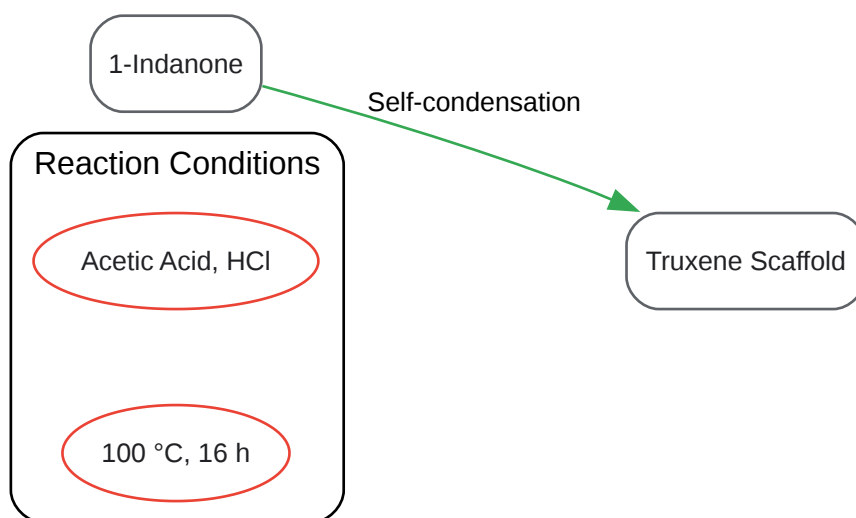 1-Indanone
Self-condensation
Reaction Conditions
Acetic Acid, HCl
Truxene Scaffold
100 °C, 16 h